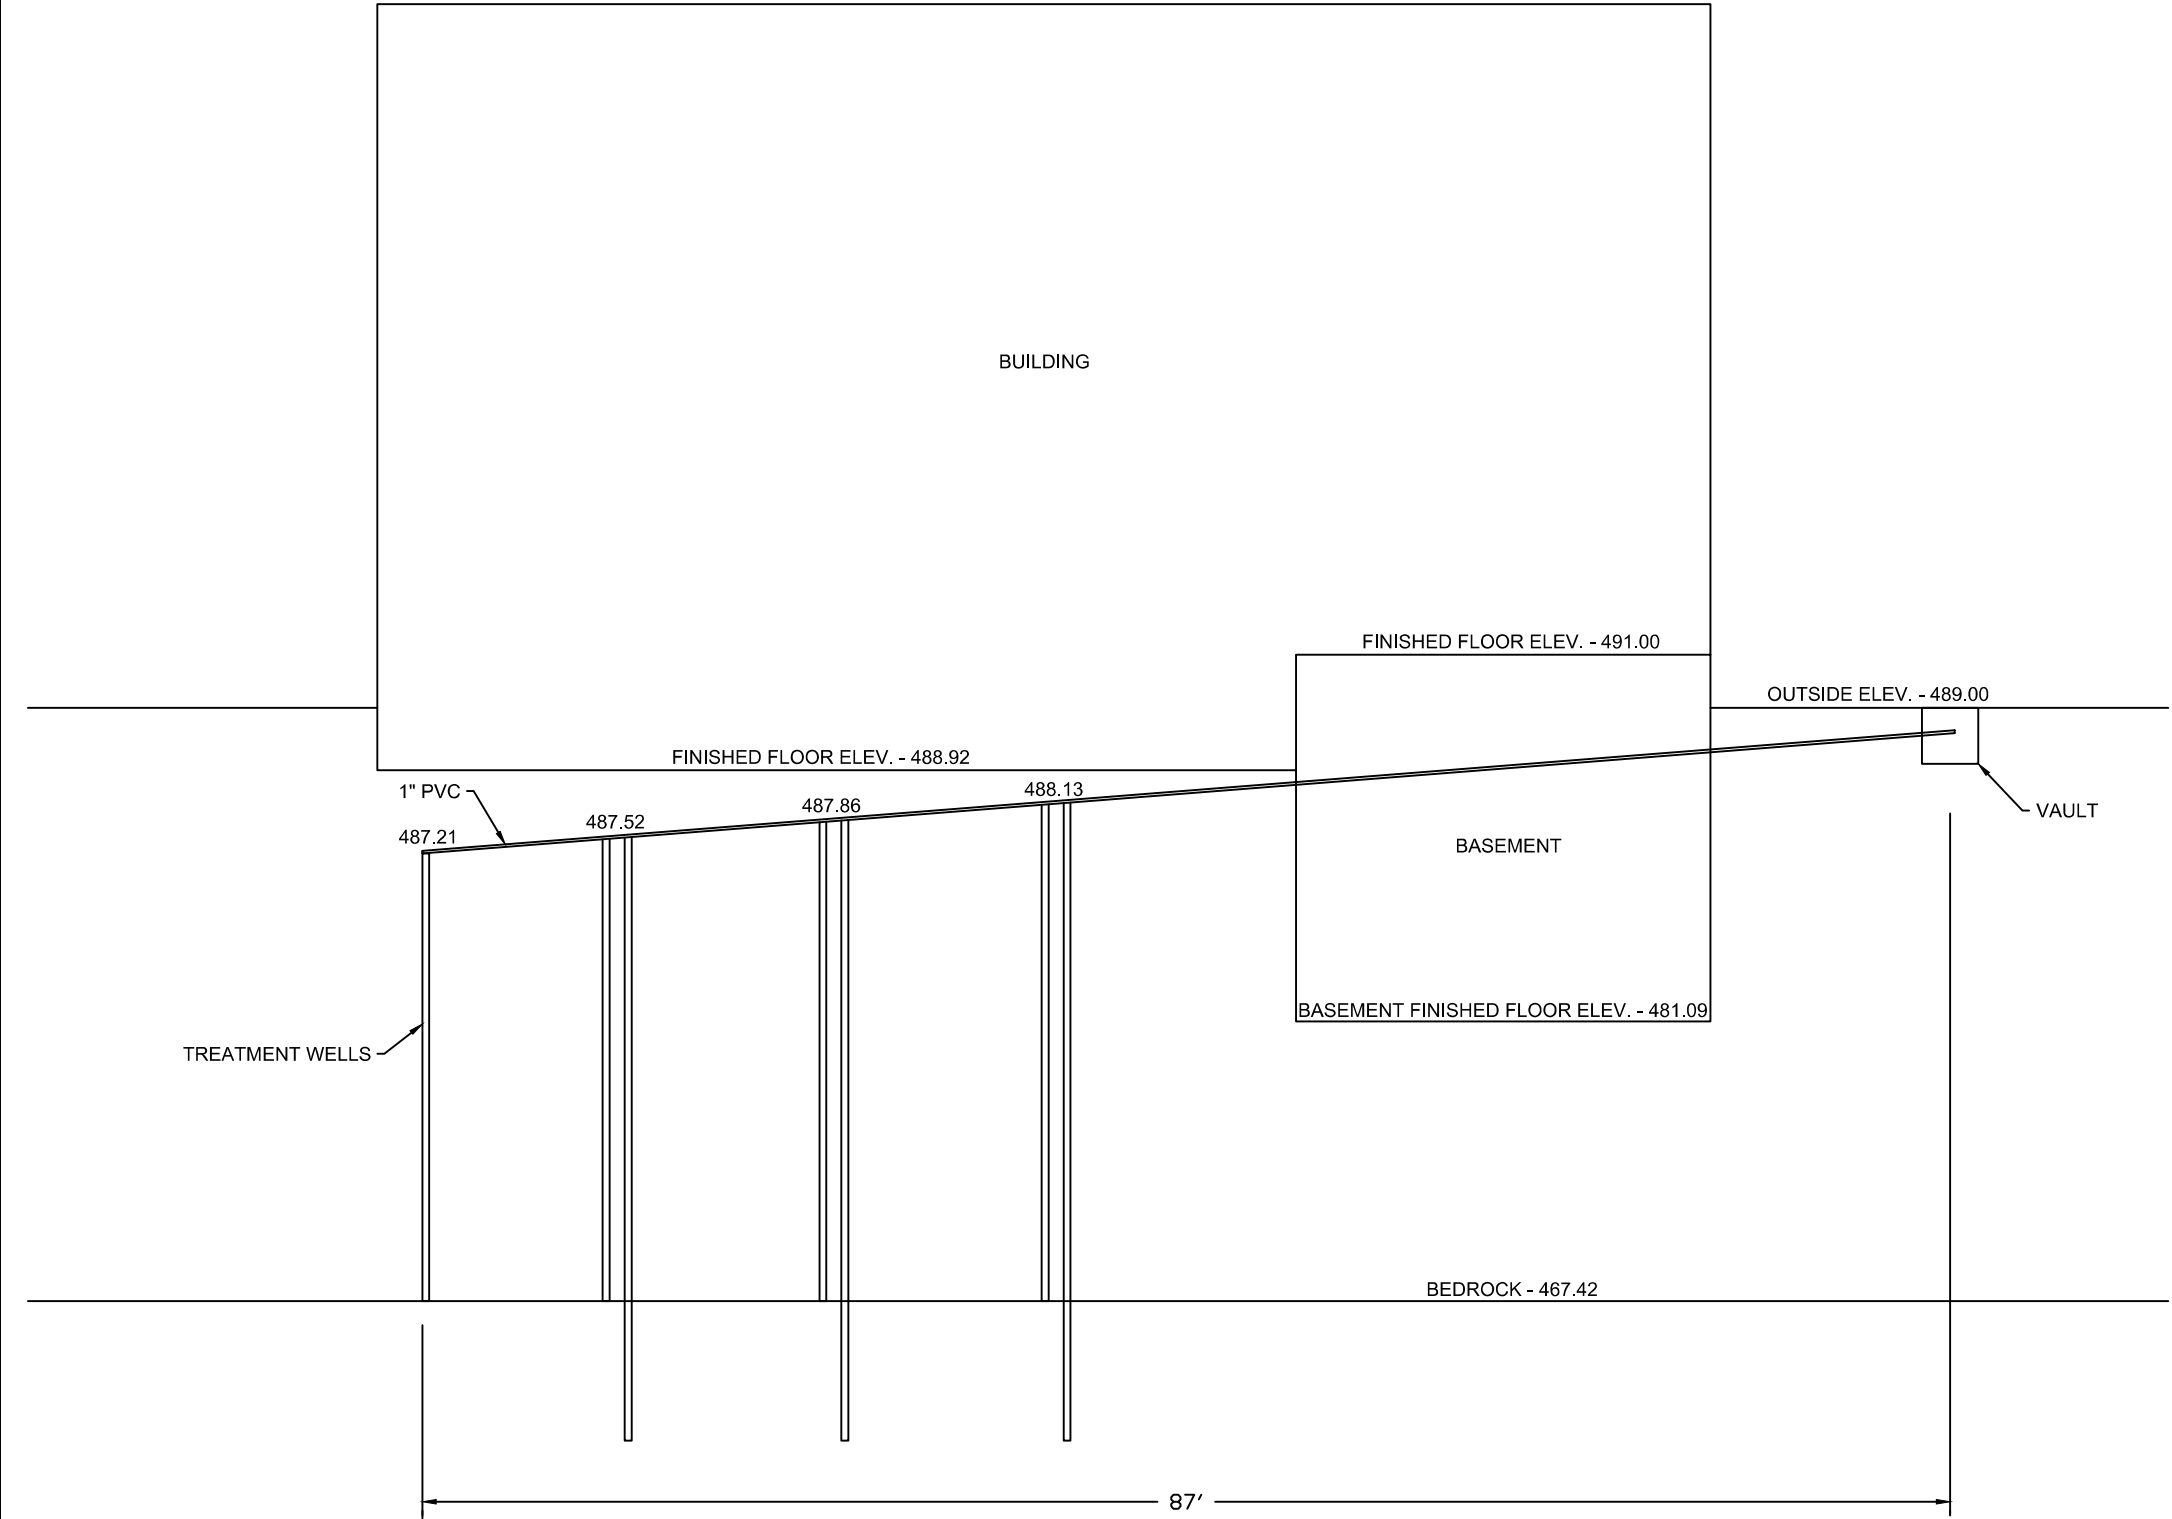 BUILDING
FINISHED FLOOR ELEV. - 491.00
OUTSIDE ELEV. - 489.00
FINISHED FLOOR ELEV. - 488.92
1" PVC
488.13
487.86
487.52
487.21
VAULT
BASEMENT
BASEMENT FINISHED FLOOR ELEV. - 481.09
TREATMENT WELLS
BEDROCK - 467.42
87'